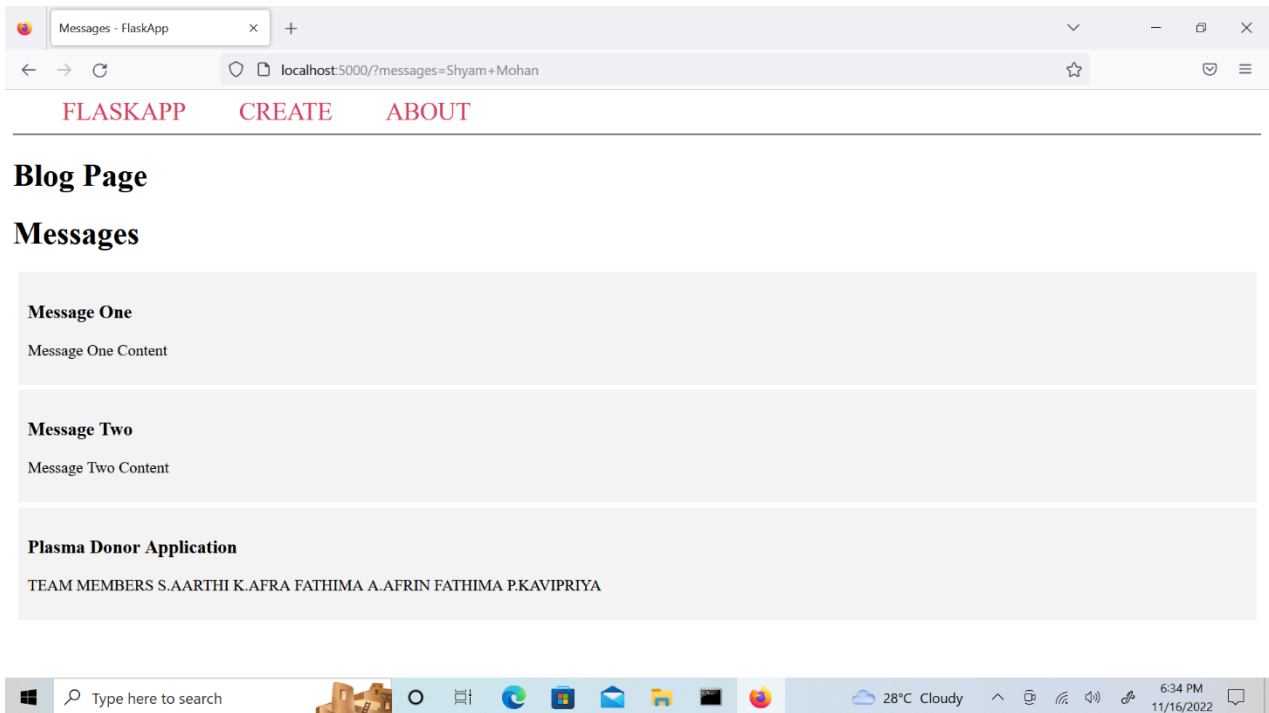 Messages - FlaskApp
localhost:5000/?messages=Shyam+Mohan
FLASKAPP CREATE ABOUT
Blog Page
Messages
Message One
Message One Content
Message Two
Message Two Content
Plasma Donor Application
TEAM MEMBERS S.AARTHI K.AFRA FATHIMA A.AFRIN FATHIMA P.KAVIPRIYA
Type here to search
28°C Cloudy
6:34 PM
11/16/2022